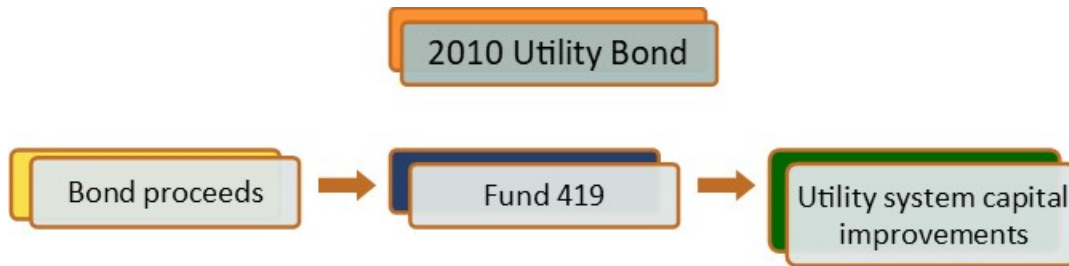 2010 Utility Bond
Bond proceeds
Fund 419
Utility system capital
improvements